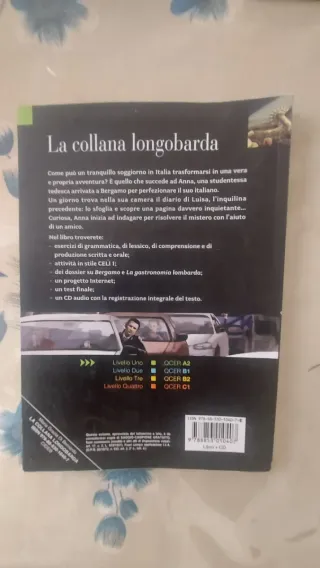 La collana longobarda
Come può un tranquillo soggiorno in Italia trasformarsi in una vera
e propria avventura? È quello che succede ad Anna, una studentessa
tedesca arrivata a Bergamo per perfezionare il suo italiano.
Un giorno trova nella sua camera il diario di Luisa, l'inquilina
precedente: lo sfoglia e scopre una pagina davvero inquietante...
Curiosa, Anna inizia ad indagare per risolvere il mistero con l'aiuto
di un amico.
Nel libro troverete:
- esercizi di grammatica, di lessico, di comprensione e di
produzione scritta e orale;
- attività in stile CELI 1;
- dei dossier su Bergamo e La gastronomia lombarda;
- un progetto Internet;
- un test finale;
- un CD audio con la registrazione integrale del testo.
Livello Uno QCER A2
Livello Due QCER B1
Livello Tre QCER B2
Livello Quattro QCER C1
LA COLLANA LONGOBARDA
Libro + CD